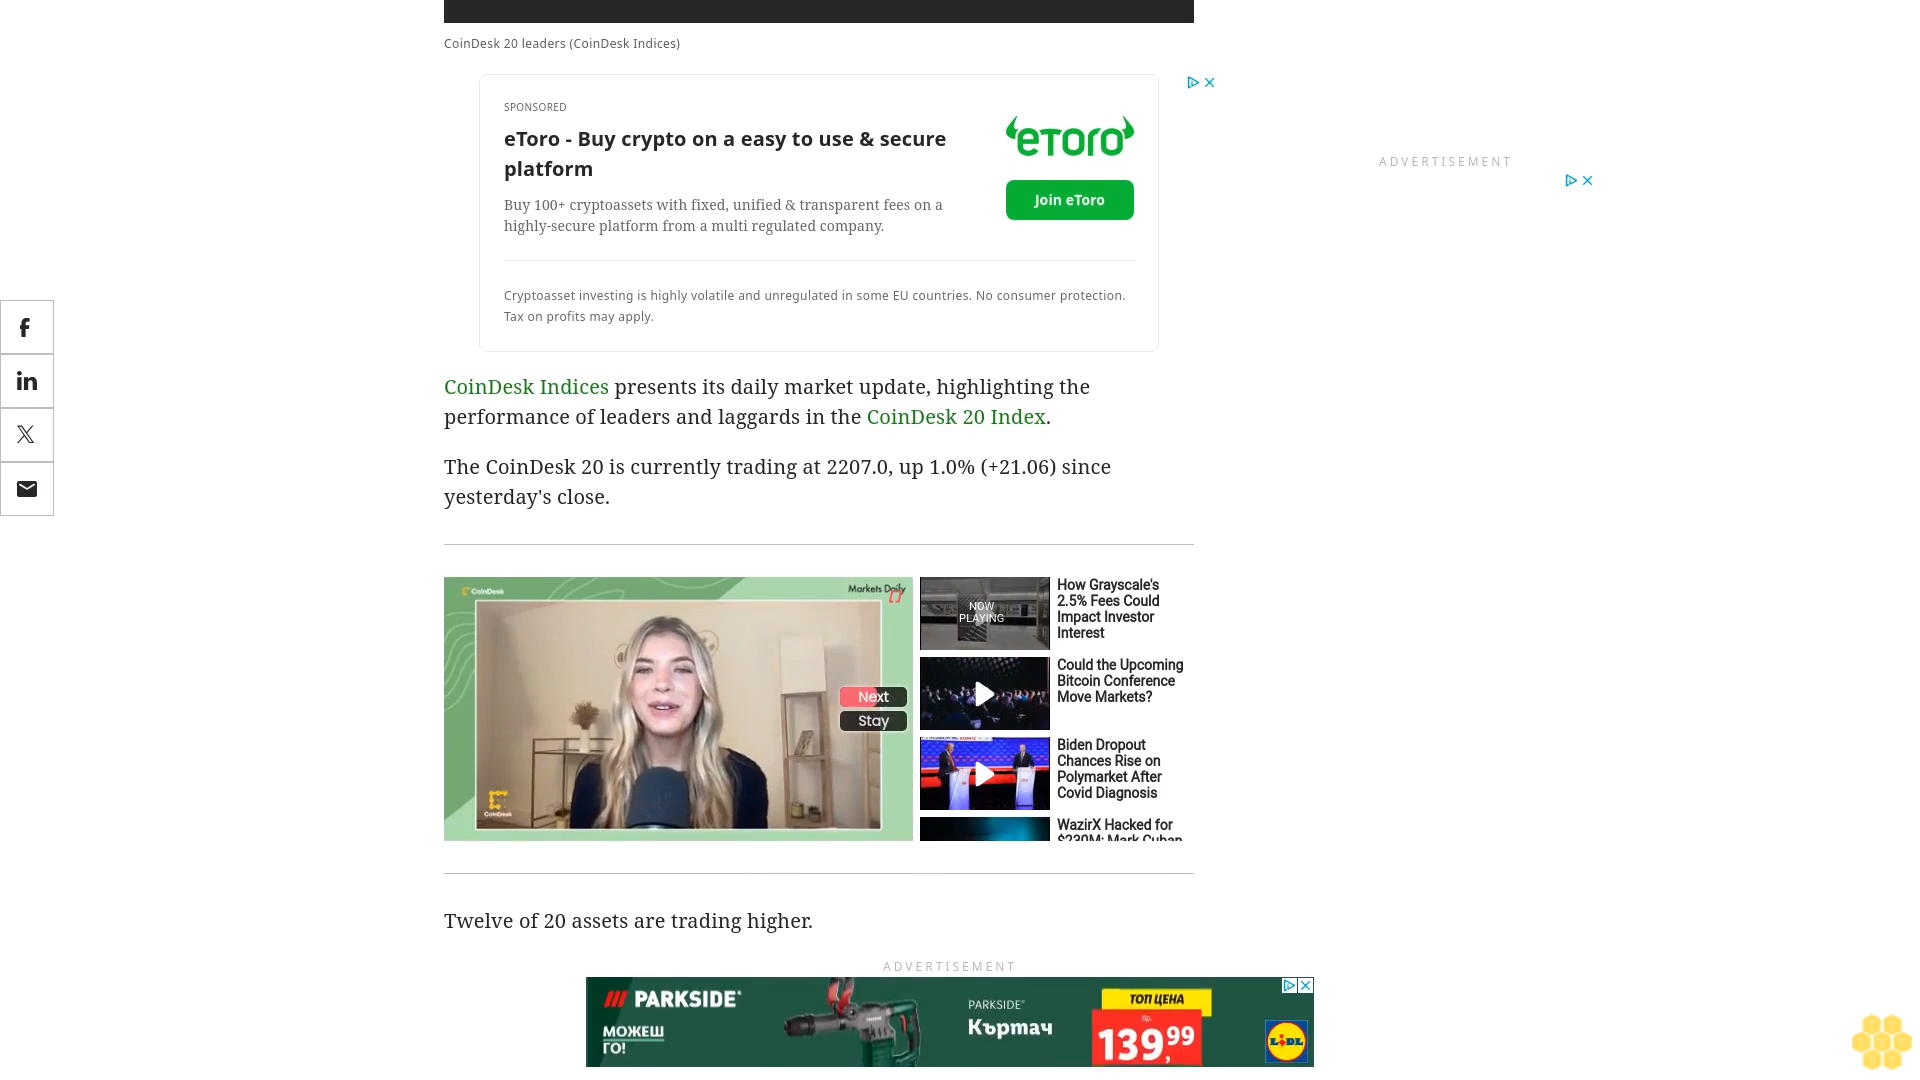 CoinDesk 20 leaders (CoinDesk Indices)
SPONSORED
eToro - Buy crypto on a easy to use & secure
platform
Buy 100+ cryptoassets with fixed, unified & transparent fees on a
highly-secure platform from a multi regulated company.
eTORO
Join eToro
Cryptoasset investing is highly volatile and unregulated in some EU countries. No consumer protection.
Tax on profits may apply.
ADVERTISEMENT
CoinDesk Indices presents its daily market update, highlighting the
performance of leaders and laggards in the CoinDesk 20 Index.
The CoinDesk 20 is currently trading at 2207.0, up 1.0% (+21.06) since
yesterday's close.
CoinDesk
Markets Daily
Next
Stay
CoinDesk
NOW
PLAYING
How Grayscale's
2.5% Fees Could
Impact Investor
Interest
Could the Upcoming
Bitcoin Conference
Move Markets?
Biden Dropout
Chances Rise on
Polymarket After
Covid Diagnosis
WazirX Hacked for
$230M; Mark Cuban
Twelve of 20 assets are trading higher.
ADVERTISEMENT
PARKSIDE®
МОЖЕШ
ГО!
PARKSIDE®
Къртач
ТОП ЦЕНА
бр.
139,99
LIDL